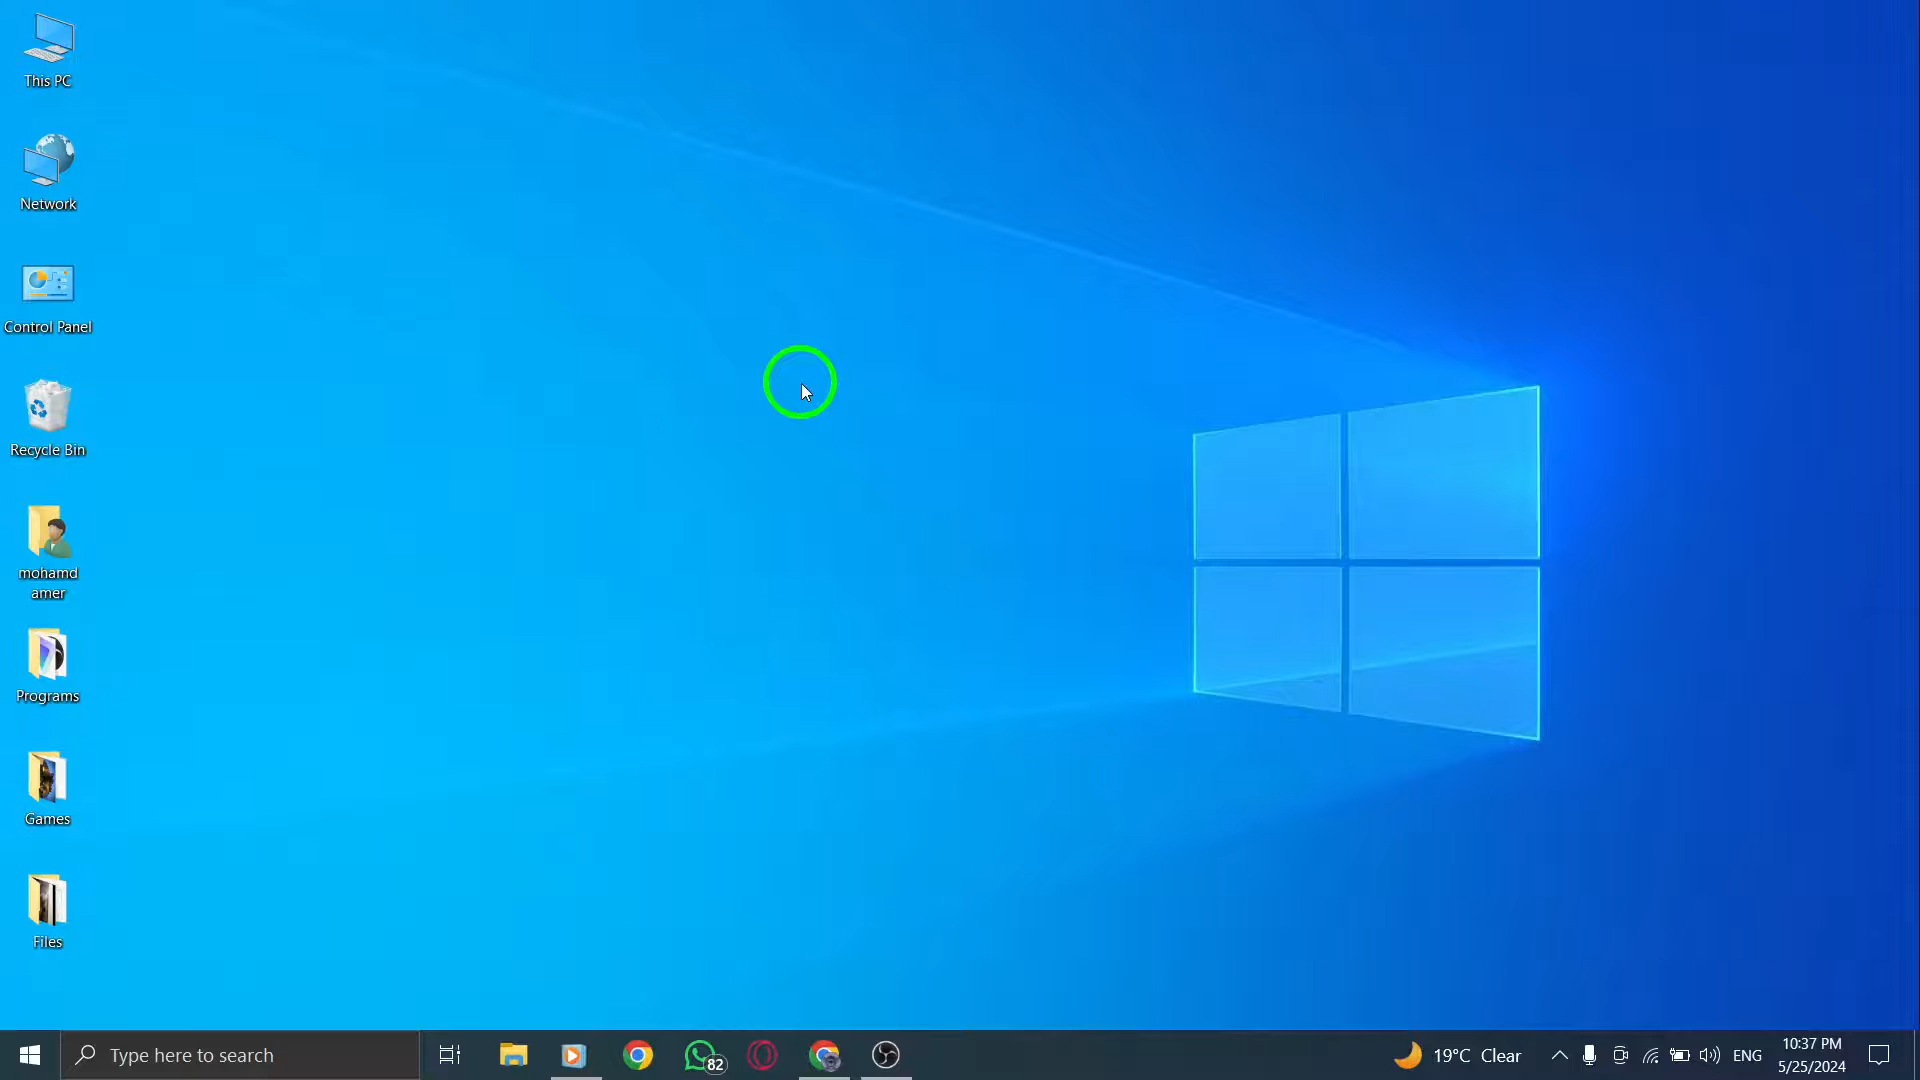 This PC
Network
Control Panel
Recycle Bin
mohamd
amer
Programs
Games
Files
Type here to search
82
19°C Clear
ENG
10:37 PM
5/25/2024